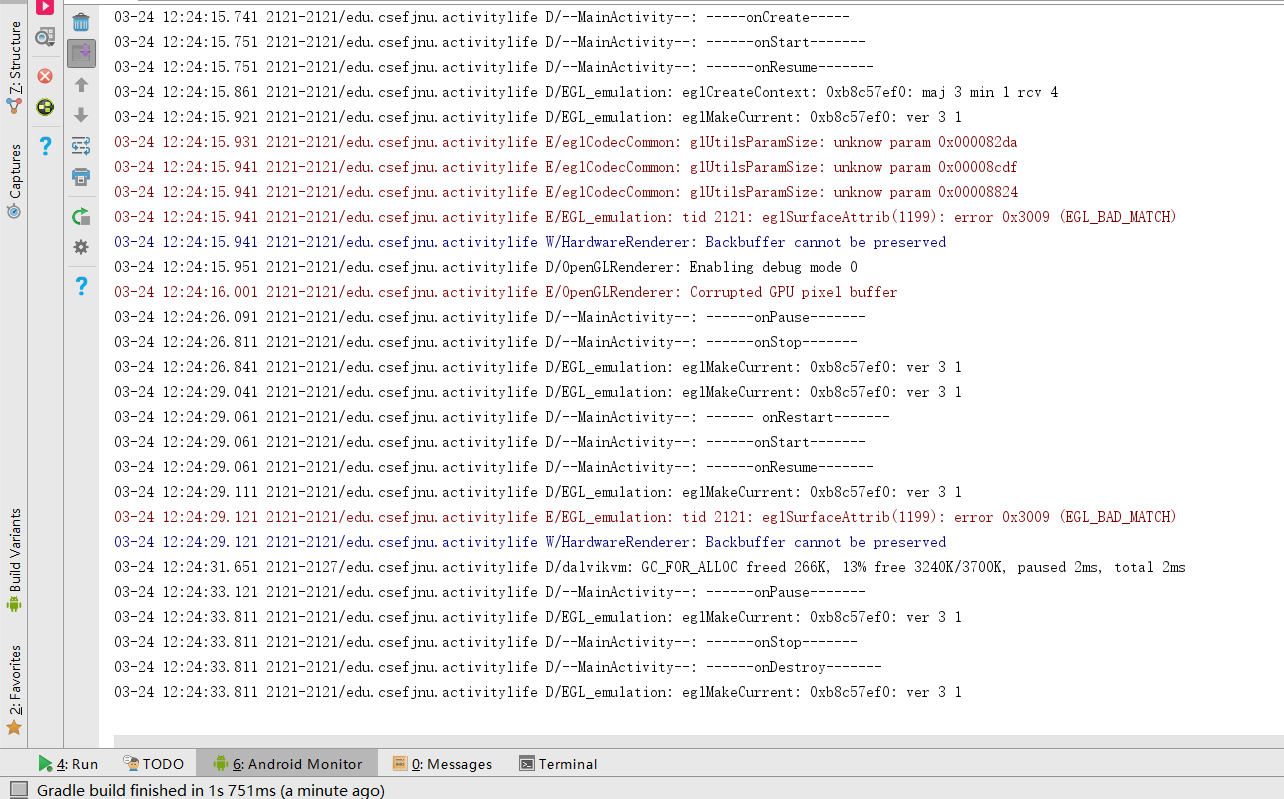 7: Structure
Captures
Build Variants
2: Favorites
03-24 12:24:15.741 2121-2121/edu.csefjnu.activitylife D/--MainActivity--: -----onCreate-----
03-24 12:24:15.751 2121-2121/edu.csefjnu.activitylife D/--MainActivity--: ------onStart-------
03-24 12:24:15.751 2121-2121/edu.csefjnu.activitylife D/--MainActivity--: ------onResume-------
03-24 12:24:15.861 2121-2121/edu.csefjnu.activitylife D/EGL_emulation: eglCreateContext: 0xb8c57ef0: maj 3 min 1 rcv 4
03-24 12:24:15.921 2121-2121/edu.csefjnu.activitylife D/EGL_emulation: eglMakeCurrent: 0xb8c57ef0: ver 3 1
03-24 12:24:15.931 2121-2121/edu.csefjnu.activitylife E/eglCodecCommon: glUtilsParamSize: unknow param 0x000082da
03-24 12:24:15.941 2121-2121/edu.csefjnu.activitylife E/eglCodecCommon: glUtilsParamSize: unknow param 0x00008cdf
03-24 12:24:15.941 2121-2121/edu.csefjnu.activitylife E/eglCodecCommon: glUtilsParamSize: unknow param 0x00008824
03-24 12:24:15.941 2121-2121/edu.csefjnu.activitylife E/EGL_emulation: tid 2121: eglSurfaceAttrib(1199): error 0x3009 (EGL_BAD_MATCH)
03-24 12:24:15.941 2121-2121/edu.csefjnu.activitylife W/HardwareRenderer: Backbuffer cannot be preserved
03-24 12:24:15.951 2121-2121/edu.csefjnu.activitylife D/OpenGLRenderer: Enabling debug mode 0
03-24 12:24:16.001 2121-2121/edu.csefjnu.activitylife E/OpenGLRenderer: Corrupted GPU pixel buffer
03-24 12:24:26.091 2121-2121/edu.csefjnu.activitylife D/--MainActivity--: ------onPause-------
03-24 12:24:26.811 2121-2121/edu.csefjnu.activitylife D/--MainActivity--: ------onStop-------
03-24 12:24:26.841 2121-2121/edu.csefjnu.activitylife D/EGL_emulation: eglMakeCurrent: 0xb8c57ef0: ver 3 1
03-24 12:24:29.041 2121-2121/edu.csefjnu.activitylife D/EGL_emulation: eglMakeCurrent: 0xb8c57ef0: ver 3 1
03-24 12:24:29.061 2121-2121/edu.csefjnu.activitylife D/--MainActivity--: ------ onRestart-------
03-24 12:24:29.061 2121-2121/edu.csefjnu.activitylife D/--MainActivity--: ------onStart-------
03-24 12:24:29.061 2121-2121/edu.csefjnu.activitylife D/--MainActivity--: ------onResume-------
03-24 12:24:29.111 2121-2121/edu.csefjnu.activitylife D/EGL_emulation: eglMakeCurrent: 0xb8c57ef0: ver 3 1
03-24 12:24:29.121 2121-2121/edu.csefjnu.activitylife E/EGL_emulation: tid 2121: eglSurfaceAttrib(1199): error 0x3009 (EGL_BAD_MATCH)
03-24 12:24:29.121 2121-2121/edu.csefjnu.activitylife W/HardwareRenderer: Backbuffer cannot be preserved
03-24 12:24:31.651 2121-2127/edu.csefjnu.activitylife D/dalvikvm: GC_FOR_ALLOC freed 266K, 13% free 3240K/3700K, paused 2ms, total 2ms
03-24 12:24:33.121 2121-2121/edu.csefjnu.activitylife D/--MainActivity--: ------onPause-------
03-24 12:24:33.811 2121-2121/edu.csefjnu.activitylife D/EGL_emulation: eglMakeCurrent: 0xb8c57ef0: ver 3 1
03-24 12:24:33.811 2121-2121/edu.csefjnu.activitylife D/--MainActivity--: ------onStop-------
03-24 12:24:33.811 2121-2121/edu.csefjnu.activitylife D/--MainActivity--: ------onDestroy-------
03-24 12:24:33.811 2121-2121/edu.csefjnu.activitylife D/EGL_emulation: eglMakeCurrent: 0xb8c57ef0: ver 3 1
4: Run TODO 6: Android Monitor 0: Messages Terminal
Gradle build finished in 1s 751ms (a minute ago)